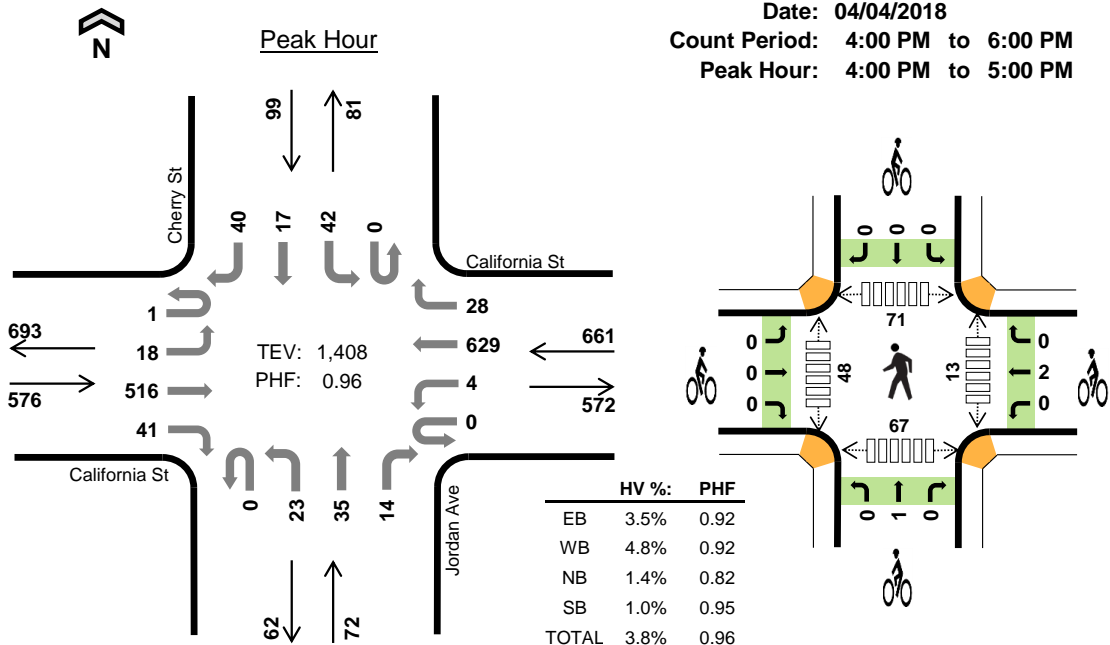 Date: 04/04/2018
Count Period: 4:00 PM to 6:00 PM
Peak Hour: 4:00 PM to 5:00 PM
N
Peak Hour
99
81
Cherry St
40
17
42
0
California St
1
18
516
41
693
576
TEV: 1,408
PHF: 0.96
28
629
4
0
661
572
California St
0
23
35
14
Jordan Ave
62
72
HV %: PHF
EB 3.5% 0.92
WB 4.8% 0.92
NB 1.4% 0.82
SB 1.0% 0.95
TOTAL 3.8% 0.96
0
0
0
71
0
0
0
48
13
0
2
0
67
0
1
0